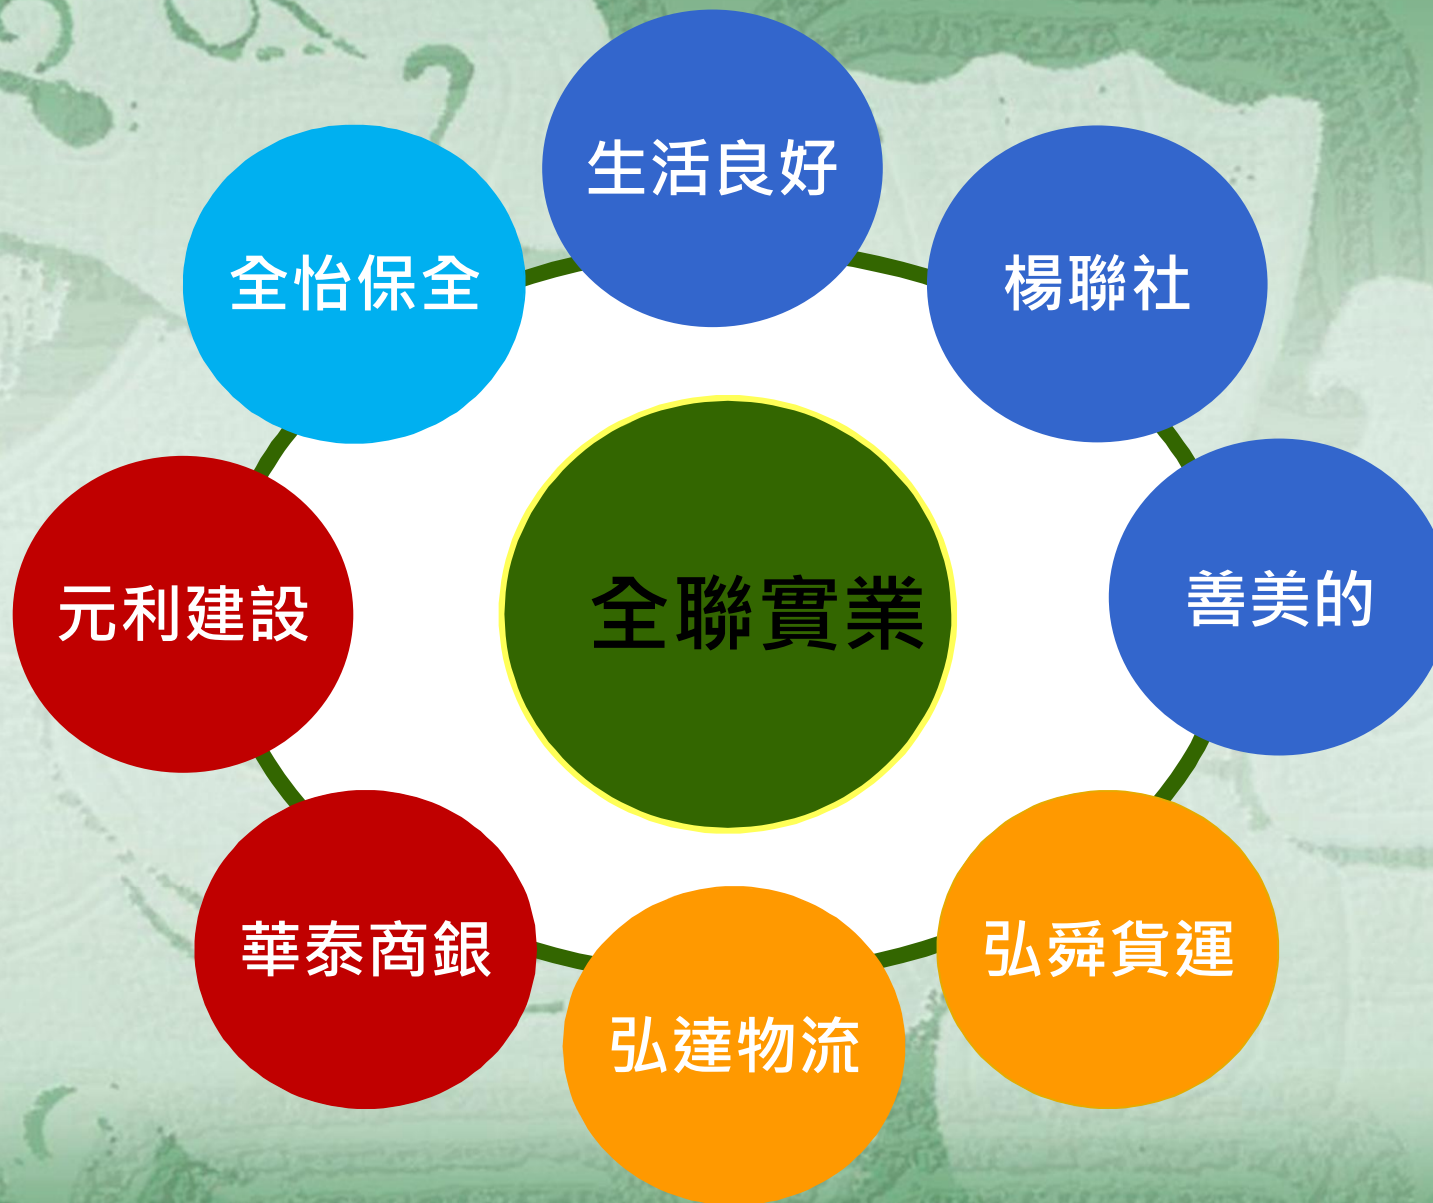 生活良好
全怡保全
楊聯社
元利建設
全聯實業
善美的
華泰商銀
弘舜貨運
弘達物流